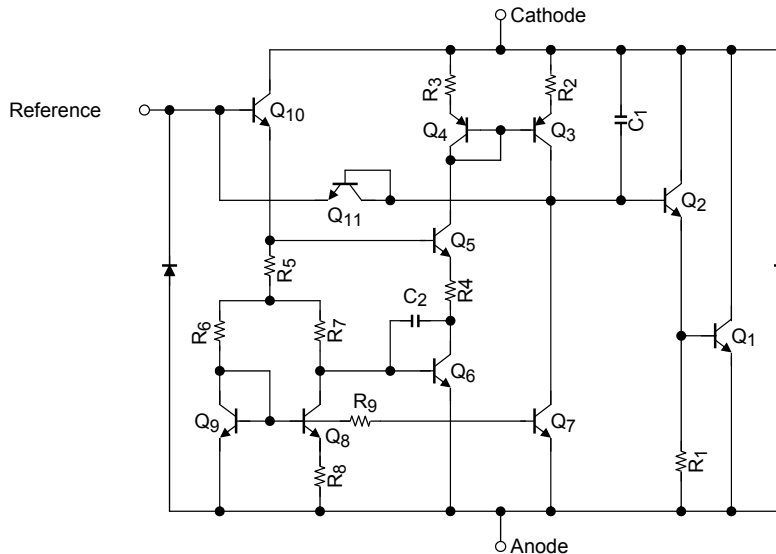 Cathode
R3
R2
Reference
Q10
Q4
Q3
C1
Q11
Q2
Q5
R5
R4
C2
R6
R7
Q1
Q6
R9
Q9
Q8
Q7
R8
R1
Anode